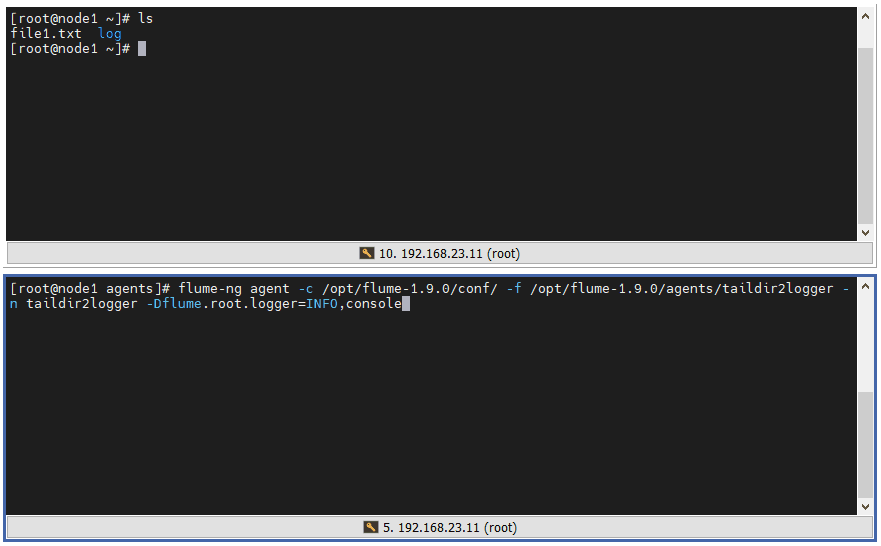 [root@node1 ~]# ls
file1.txt  log
[root@node1 ~]#
10. 192.168.23.11 (root)
[root@node1 agents]# flume-ng agent -c /opt/flume-1.9.0/conf/ -f /opt/flume-1.9.0/agents/taildir2logger -
n taildir2logger -Dflume.root.logger=INFO,console
5. 192.168.23.11 (root)